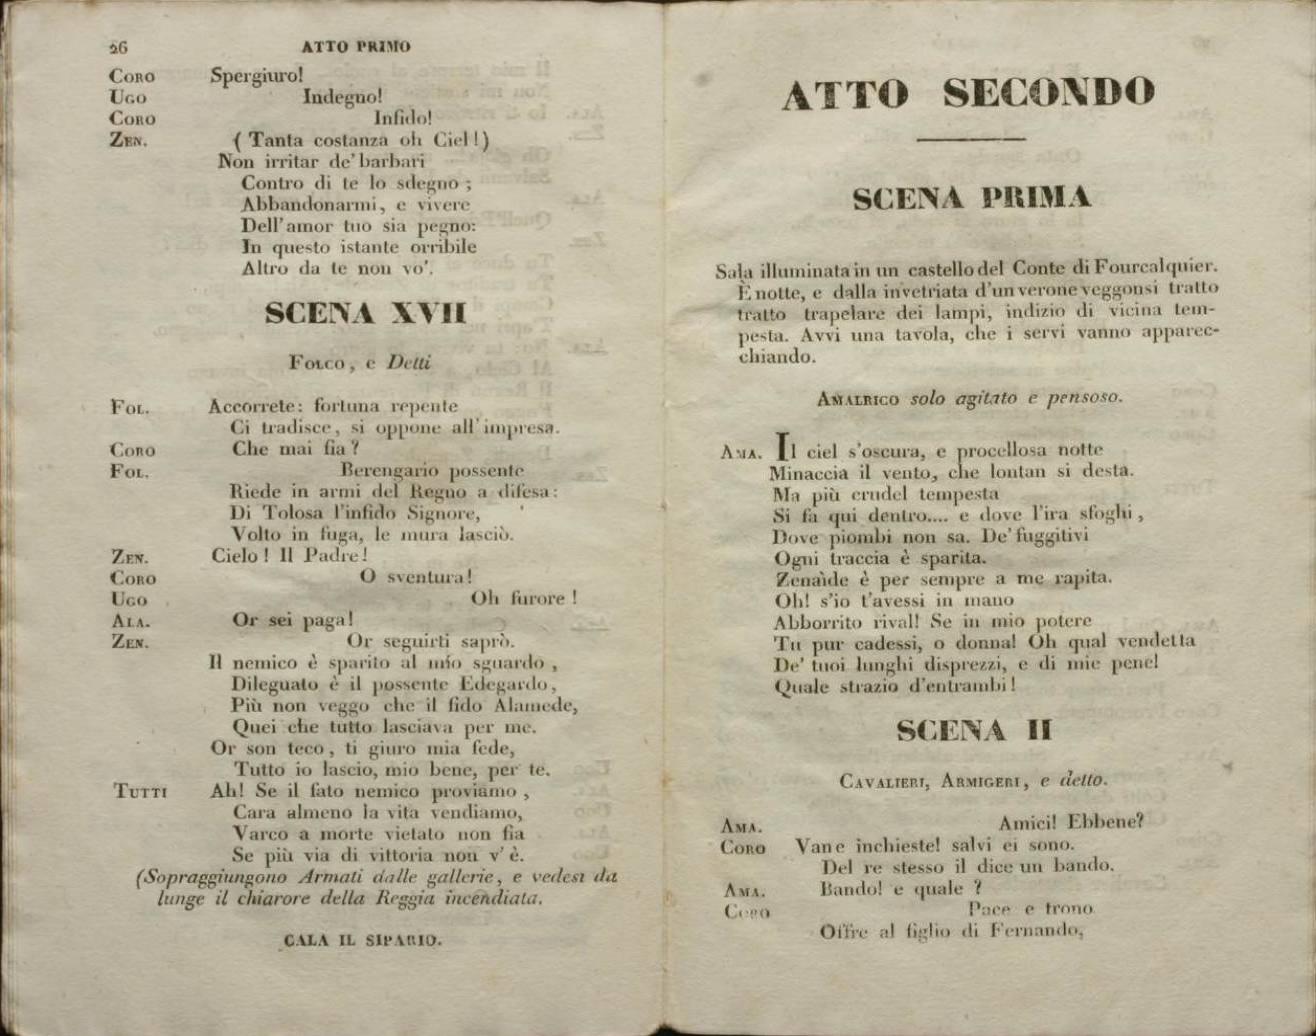 26 ATTO PRIMO
CORO Spergiuro!
UGO Indegno!
CORO Infido!
ZEN. (Tanta costanza oh Ciel!)
Non irritar de' barbari
Contro di te lo sdegno;
Abbandonarmi, e vivere
Dell'amor tuo sia pegno:
In questo istante orribile
Altro da te non vo'.
SCENA XVII
FOLCO, e Detti
FOL. Accorrete: fortuna repente
Ci tradisce, si oppone all'impresa.
CORO Che mai fia?
FOL. Berengario possente
Riede in armi del Regno a difesa:
Di Tolosa l'infido Signore,
Volto in fuga, le mura lasciò.
ZEN. Cielo! Il Padre!
CORO O sventura!
UGO Oh furore!
ALA. Or sei paga!
ZEN. Or seguirti saprò.
Il nemico è sparito al mio sguardo,
Dileguato è il possente Edegardo,
Più non veggo che il fido Alamede,
Quei che tutto lasciava per me.
Or son teco, ti giuro mia fede,
Tutto io lascio, mio bene, per te.
TUTTI Ah! Se il fato nemico proviamo,
Cara almeno la vita vendiamo,
Varco a morte vietato non fia
Se più via di vittoria non v'è.
(Sopraggiungono Armati dalle gallerie, e vedesi da
lunge il chiarore della Reggia incendiata.
CALA IL SIPARIO.
ATTO SECONDO
SCENA PRIMA
Sala illuminata in un castello del Conte di Fourcalquier.
È notte, e dalla invetriata d'un verone veggonsi tratto
tratto trapelare dei lampi, indizio di vicina tem-
pesta. Avvi una tavola, che i servi vanno apparec-
chiando.
AMALRICO solo agitato e pensoso.
AMA. Il ciel s'oscura, e procellosa notte
Minaccia il vento, che lontan si desta.
Ma più crudel tempesta
Si fa qui dentro.... e dove l'ira sfoghi,
Dove piombi non sa. De' fuggitivi
Ogni traccia è sparita.
Zenaìde è per sempre a me rapita.
Oh! s'io t'avessi in mano
Abborrito rival! Se in mio potere
Tu pur cadessi, o donna! Oh qual vendetta
De' tuoi lunghi disprezzi, e di mie pene!
Quale strazio d'entrambi!
SCENA II
CAVALIERI, ARMIGERI, e detto.
AMA. Amici! Ebbene?
CORO Vane inchieste! salvi ei sono.
Del re stesso il dice un bando.
AMA. Bando! e quale?
CORO Pace e trono
Offre al figlio di Fernando,